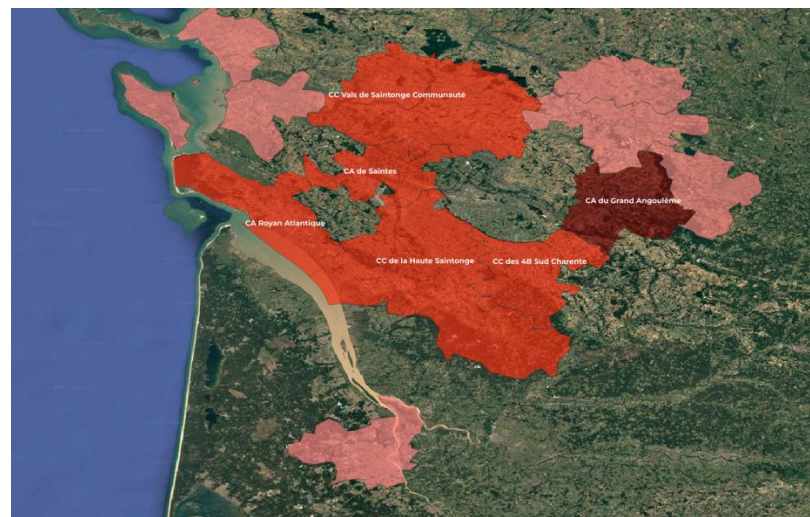 CC Vals de Saintonge Communauté
CA de Saintes
CA du Grand Angoulême
CA Royan Atlantique
CC de la Haute Saintonge
CC des 4B Sud Charente